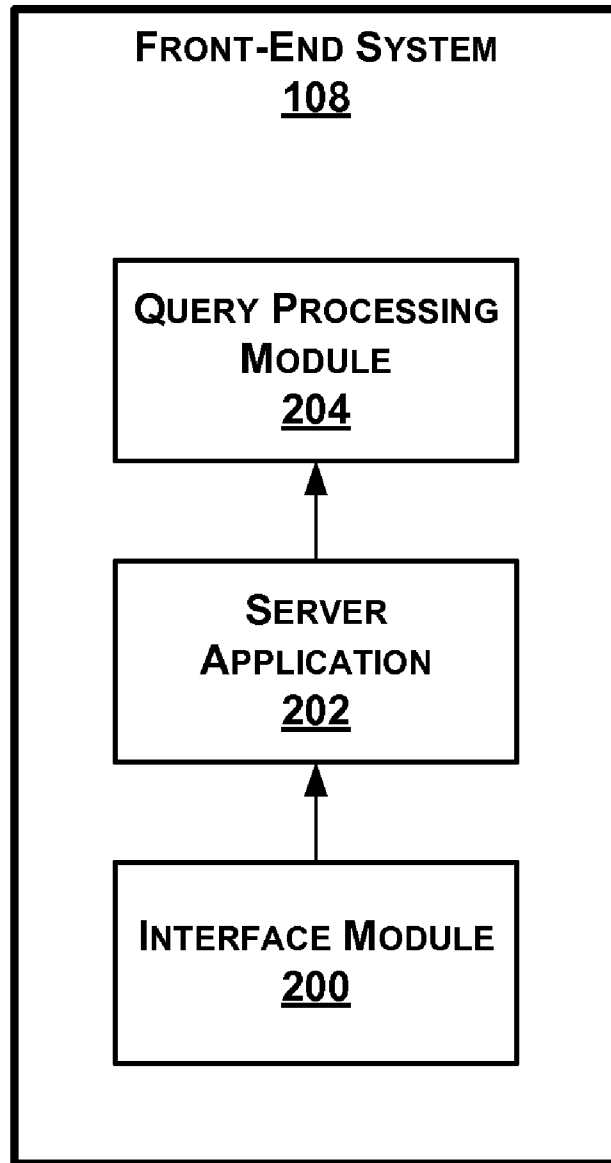 FRONT-END SYSTEM
108
QUERY PROCESSING
MODULE
204
SERVER
APPLICATION
202
INTERFACE MODULE
200